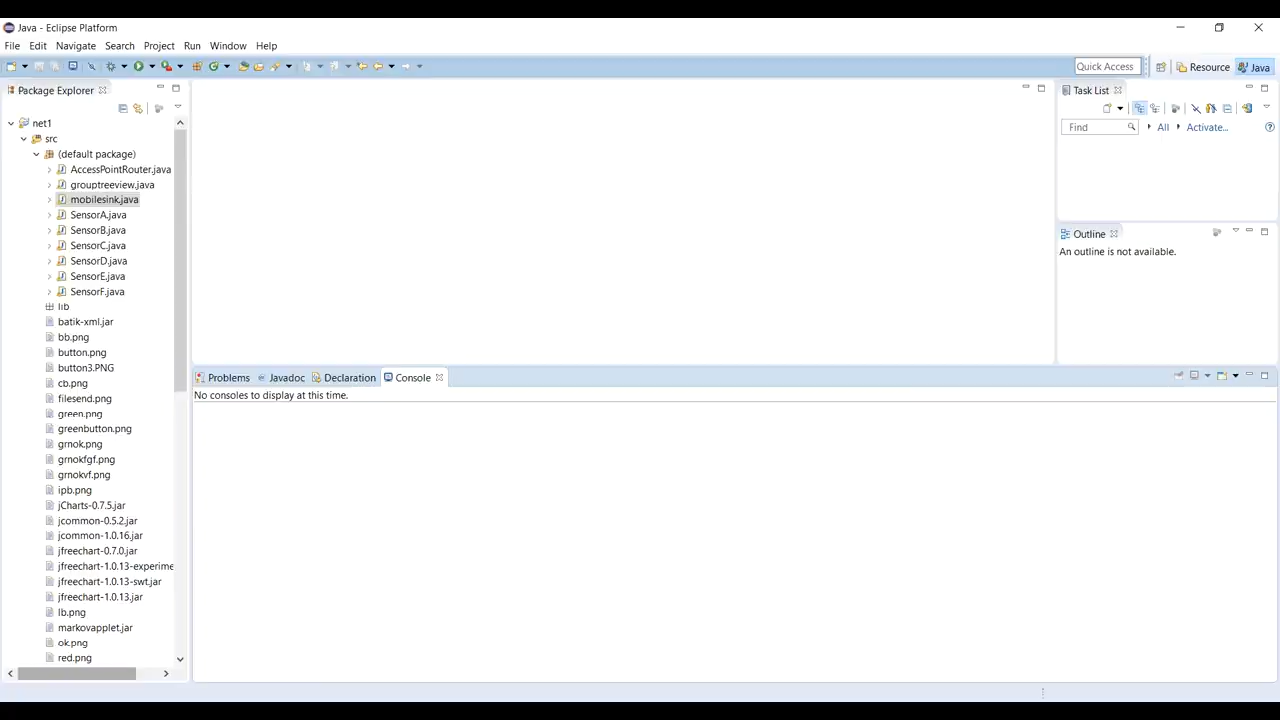 Java - Eclipse Platform
File Edit Navigate Search Project Run Window Help
Quick Access
Resource
Java
Package Explorer
net1
src
(default package)
AccessPointRouter.java
grouptreeview.java
mobilesink.java
SensorA.java
SensorB.java
SensorC.java
SensorD.java
SensorE.java
SensorF.java
lib
batik-xml.jar
bb.png
button.png
button3.PNG
cb.png
filesend.png
green.png
greenbutton.png
grnok.png
grnokfgf.png
grnokvf.png
ipb.png
jCharts-0.7.5.jar
jcommon-0.5.2.jar
jcommon-1.0.16.jar
jfreechart-0.7.0.jar
jfreechart-1.0.13-experime
jfreechart-1.0.13-swt.jar
jfreechart-1.0.13.jar
lb.png
markovapplet.jar
ok.png
red.png
Problems Javadoc Declaration Console
No consoles to display at this time.
Task List
Find All Activate...
Outline
An outline is not available.